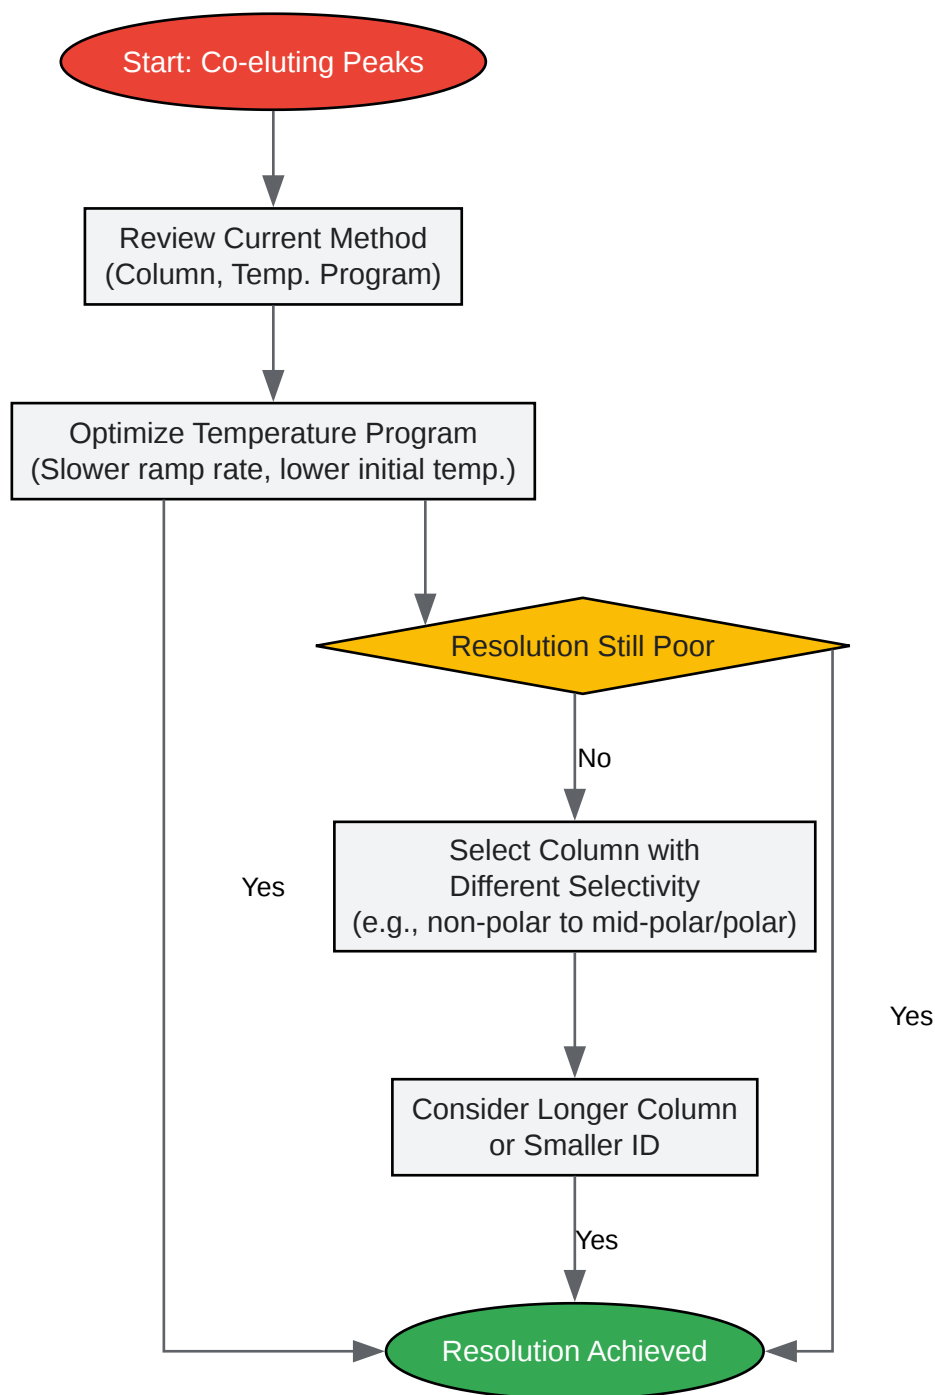 Start: Co-eluting Peaks
Review Current Method
(Column, Temp. Program)
Optimize Temperature Program
(Slower ramp rate, lower initial temp.)
Resolution Still Poor
No
Select Column with
Different Selectivity
(e.g., non-polar to mid-polar/polar)
Yes
Yes
Consider Longer Column
or Smaller ID
Yes
Resolution Achieved